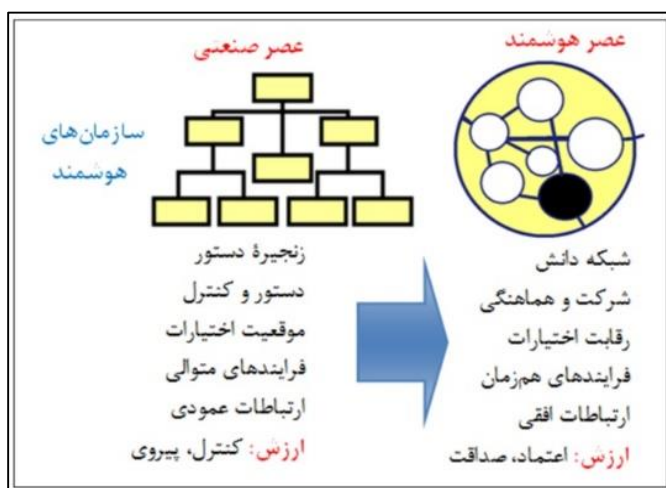 عصر هوشمند
عصر صنعتی
سازمان‌های
هوشمند
شبکه دانش
شرکت و هماهنگی
رقابت اختیارات
فرایندهای هم‌زمان
ارتباطات افقی
ارزش: اعتماد، صداقت
زنجیرهٔ دستور
دستور و کنترل
موقعیت اختیارات
فرایندهای متوالی
ارتباطات عمودی
ارزش: کنترل، پیروی